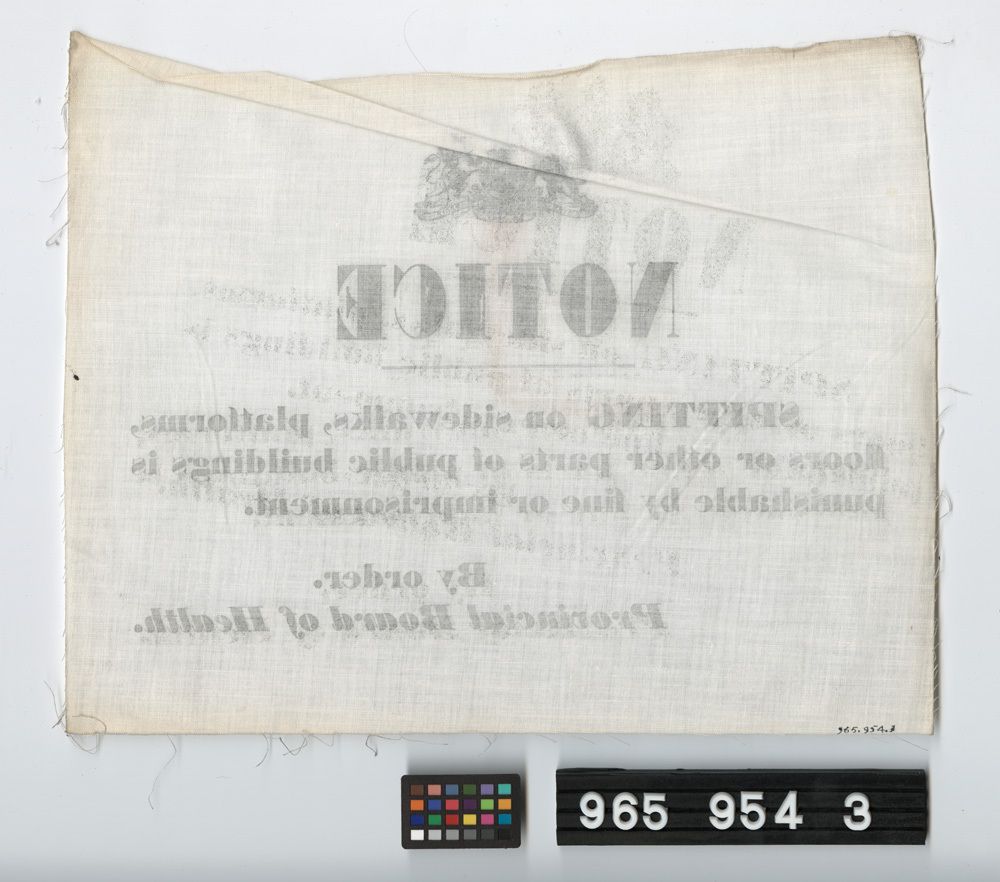 NOTICE
SPITTING on sidewalks, platforms,
floors or other parts of public buildings is
punishable by fine or imprisonment.
By order.
Provincial Board of Health.
965.954.3
965 954 3